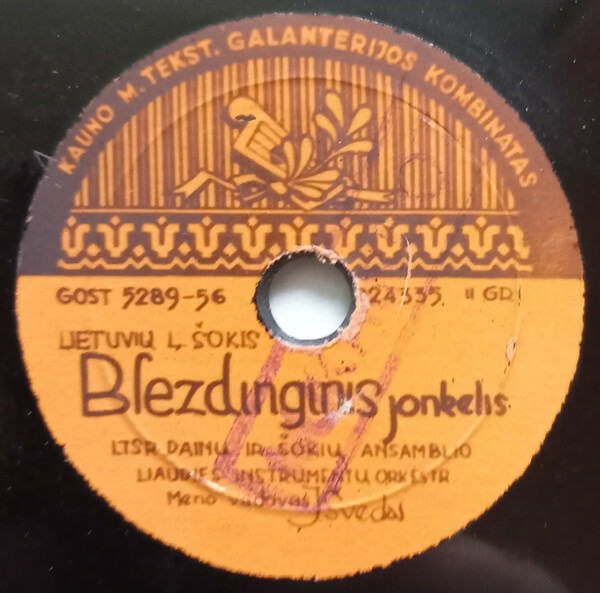 KAUNO M. TEKST. GALANTERIJOS KOMBINATAS
GOST 5289-56 24335 II GR
LIETUVIŲ L. ŠOKIS
Blezdinginis jonkelis
LTSR DAINŲ IR ŠOKIŲ ANSAMBLIO
LIAUDIES INSTRUMENTŲ ORKESTR
Meno vadovas J Švedas